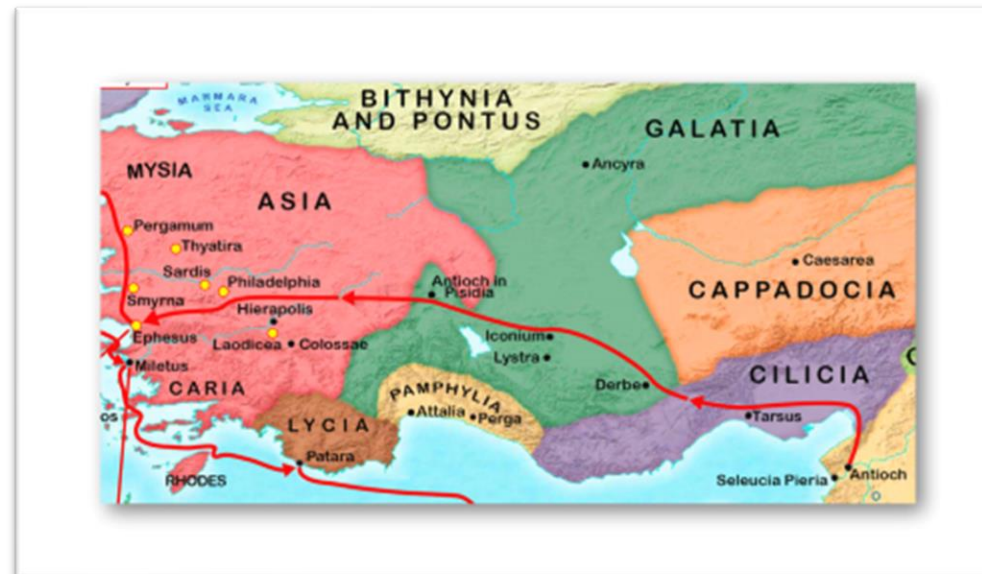 MARMARA
SEA
BITHYNIA
AND PONTUS
GALATIA
MYSIA
Ancyra
ASIA
Pergamum
Thyatira
Caesarea
Sardis
Philadelphia
Antioch in
Pisidia
CAPPADOCIA
Smyrna
Hierapolis
Ephesus
Iconium
Laodicea
Colossae
Lystra
Miletus
CILICIA
CARIA
PAMPHYLIA
Derbe
Attalia
Perga
Tarsus
os
LYCIA
Patara
RHODES
Seleucia Pieria
Antioch